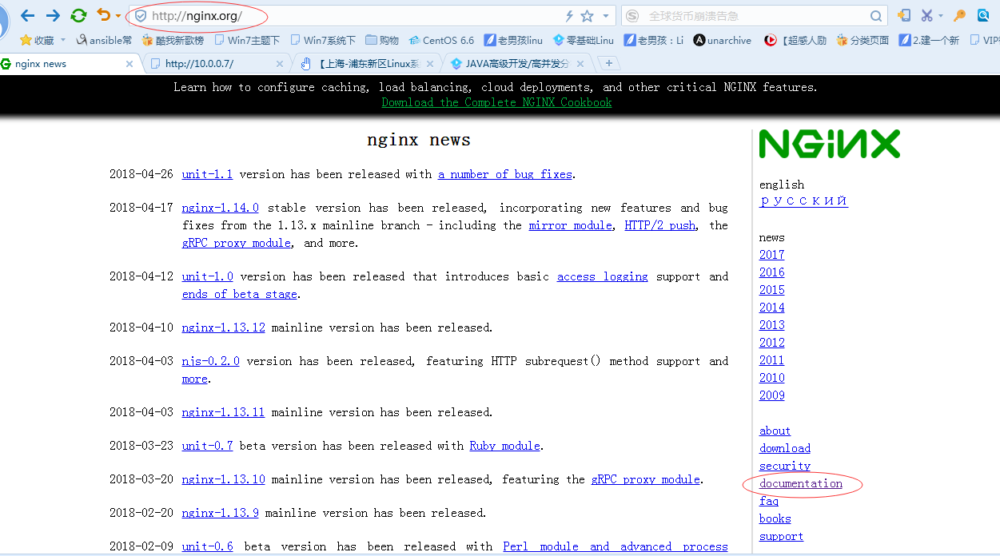 http://nginx.org/
全球货币崩溃告急
收藏 ansible常 酷我新歌榜 Win7主题下 Win7系统下 购物 CentOS 6.6 老男孩linu 零基础Linu 老男孩：Li unarchive 【超感人励 分类页面 2.建一个新 VIP
nginx news http://10.0.0.7/ 【上海-浦东新区Linux系 JAVA高级开发/高并发分
Learn how to configure caching, load balancing, cloud deployments, and other critical NGINX features.
Download the Complete NGINX Cookbook
nginx news
2018-04-26 unit-1.1 version has been released with a number of bug fixes.
2018-04-17 nginx-1.14.0 stable version has been released, incorporating new features and bug
fixes from the 1.13.x mainline branch - including the mirror module, HTTP/2 push, the
gRPC proxy module, and more.
2018-04-12 unit-1.0 version has been released that introduces basic access logging support and
ends of beta stage.
2018-04-10 nginx-1.13.12 mainline version has been released.
2018-04-03 njs-0.2.0 version has been released, featuring HTTP subrequest() method support and
more.
2018-04-03 nginx-1.13.11 mainline version has been released.
2018-03-23 unit-0.7 beta version has been released with Ruby module.
2018-03-20 nginx-1.13.10 mainline version has been released, featuring the gRPC proxy module.
2018-02-20 nginx-1.13.9 mainline version has been released.
2018-02-09 unit-0.6 beta version has been released with Perl module and advanced process
NGINX
english
русский
news
2017
2016
2015
2014
2013
2012
2011
2010
2009
about
download
security
documentation
faq
books
support